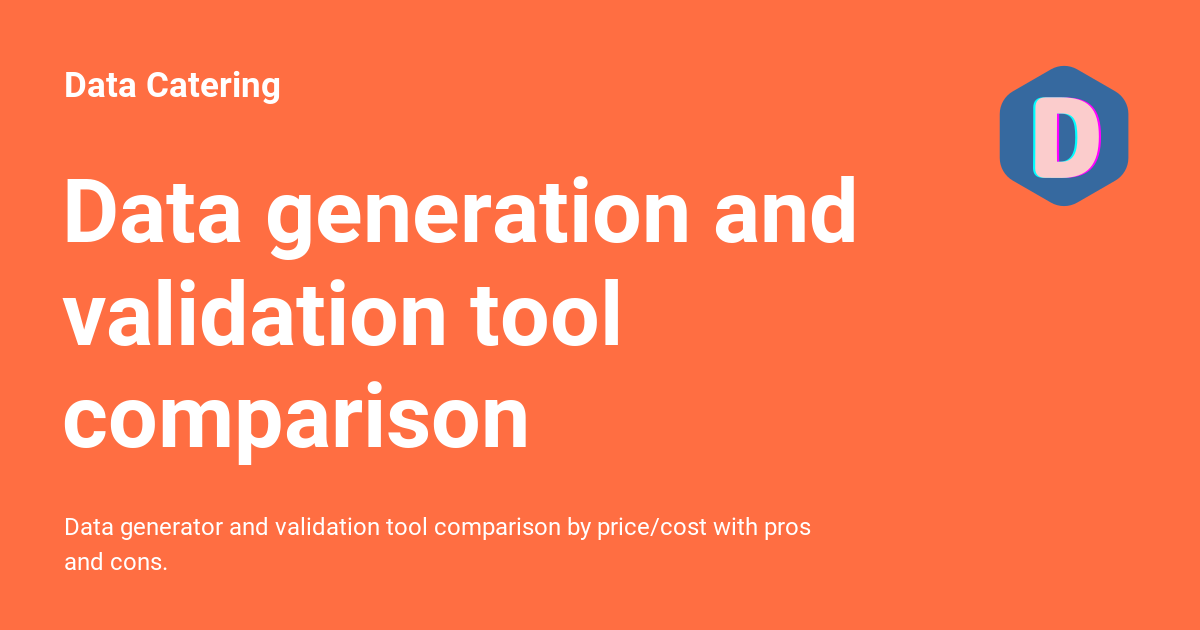 Data Catering
D
Data generation and
validation tool
comparison
Data generator and validation tool comparison by price/cost with pros
and cons.